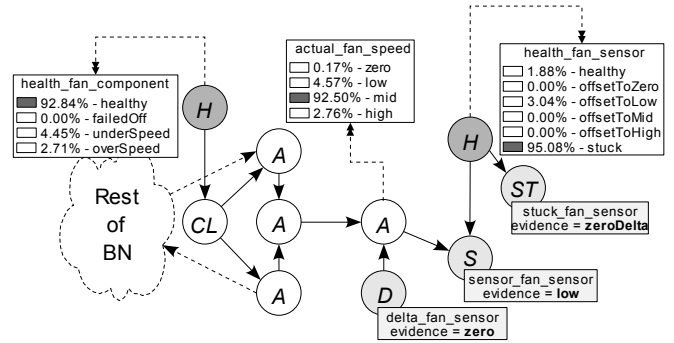 actual_fan_speed
0.17% - zero
4.57% - low
92.50% - mid
2.76% - high
health_fan_sensor
1.88% - healthy
0.00% - offsetToZero
3.04% - offsetToLow
0.00% - offsetToMid
0.00% - offsetToHigh
95.08% - stuck
health_fan_component
92.84% - healthy
0.00% - failedOff
4.45% - underSpeed
2.71% - overSpeed
H
H
A
Rest
of
BN
CL
A
A
A
ST
stuck_fan_sensor
evidence = zeroDelta
S
sensor_fan_sensor
evidence = low
D
delta_fan_sensor
evidence = zero